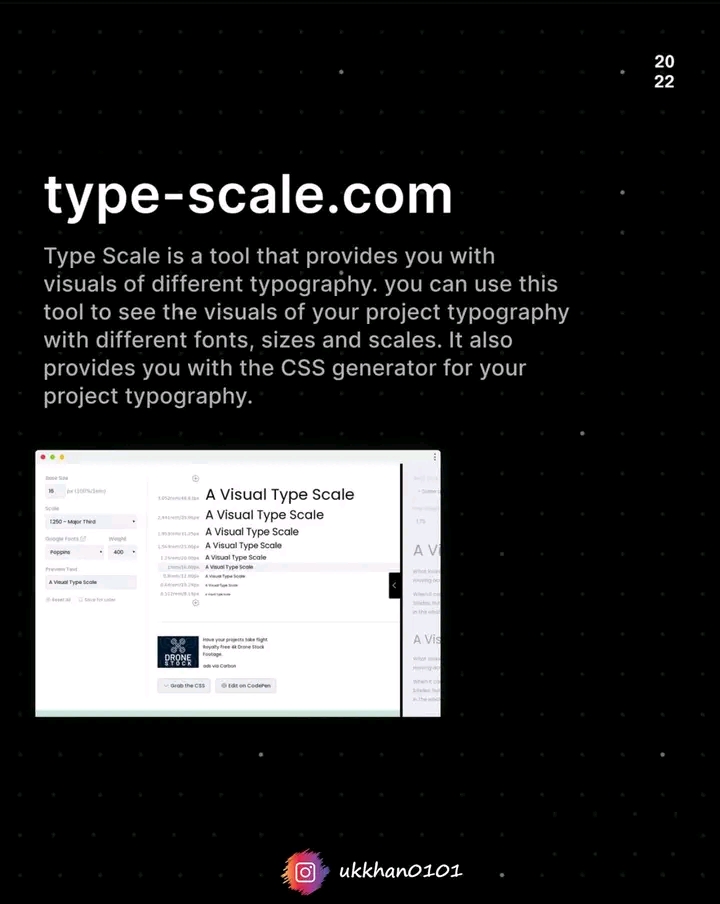 20
22
type-scale.com
Type Scale is a tool that provides you with
visuals of different typography. you can use this
tool to see the visuals of your project typography
with different fonts, sizes and scales. It also
provides you with the CSS generator for your
project typography.
Base Size
16
Scale
1.250 - Major Third
Google Fonts
Weight
Poppins
400
Preview Text
A Visual Type Scale
Reset All
A Visual Type Scale
A Visual Type Scale
A Visual Type Scale
A Visual Type Scale
A Visual Type Scale
A Visual Type Scale
A Visual Type Scale
A Visual Type Scale
DRONE
STOCK
Have your projects take flight
Royalty Free 4k Drone Stock
Footage.
ads via Carbon
Grab the CSS
Edit on CodePen
A Vi
A Vis
ukkhan0101